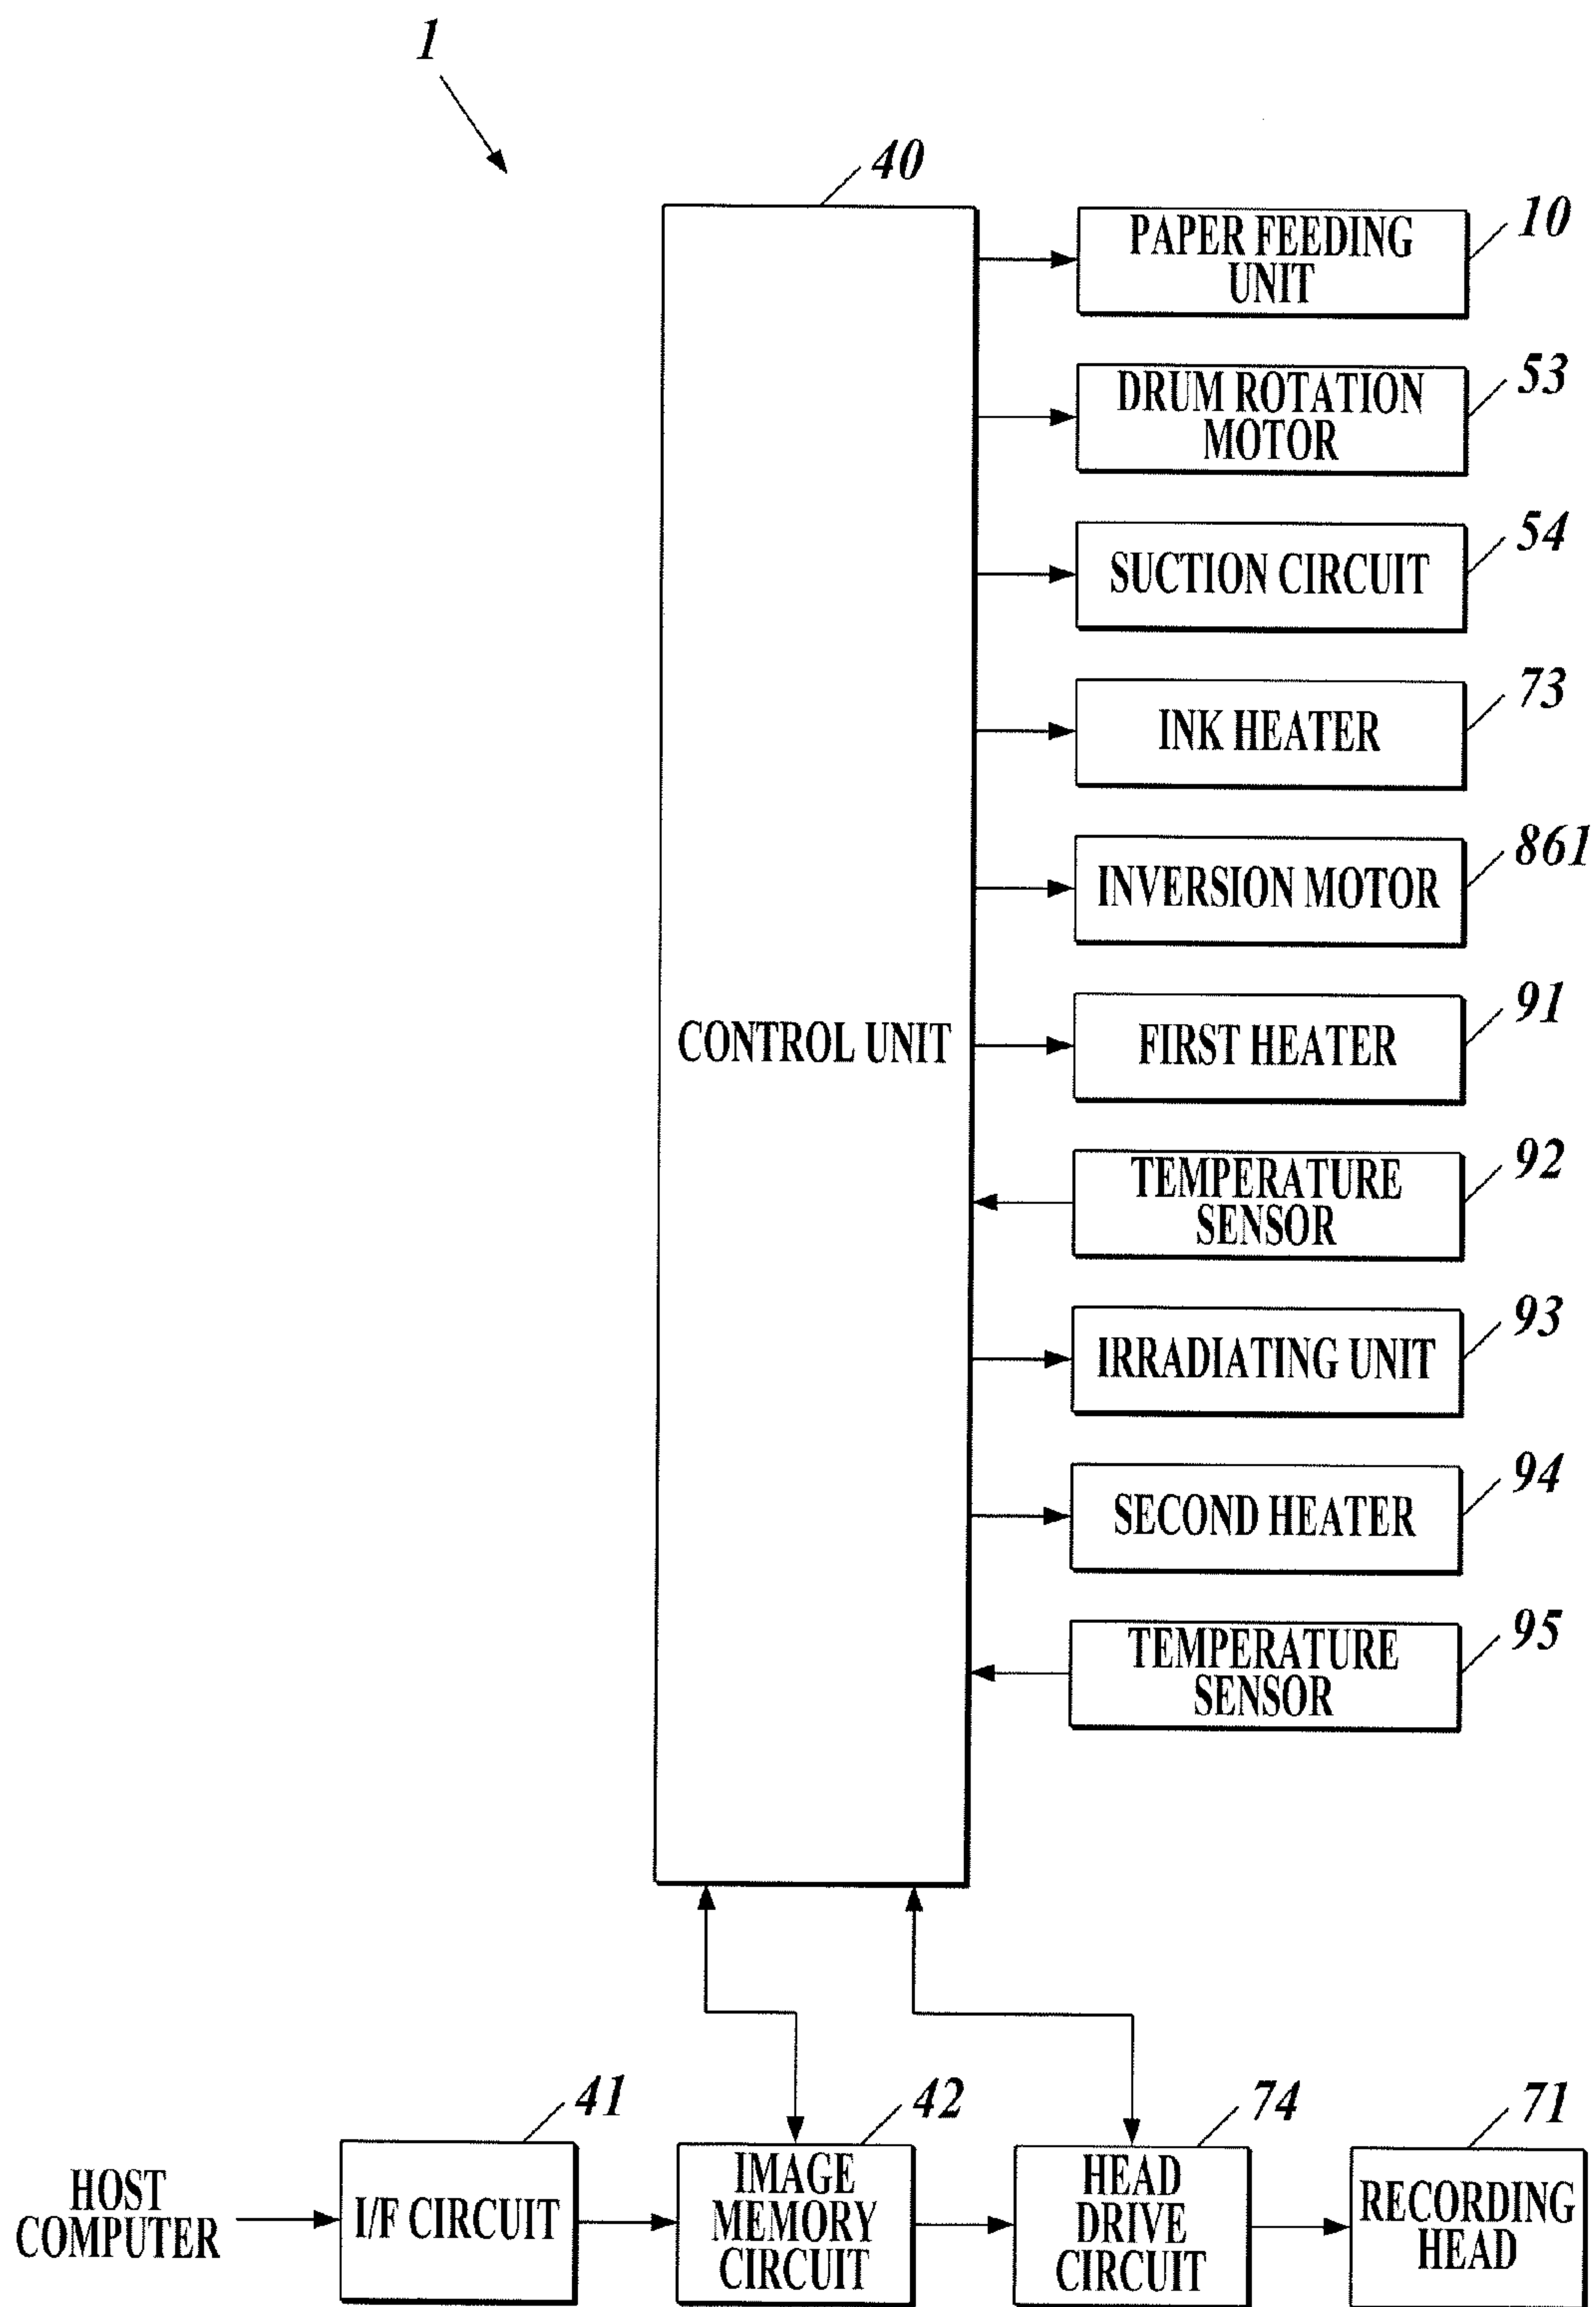 1
40
PAPER FEEDING
UNIT
10
DRUM ROTATION
MOTOR
53
SUCTION CIRCUIT
54
INK HEATER
73
INVERSION MOTOR
861
CONTROL UNIT
FIRST HEATER
91
TEMPERATURE
SENSOR
92
IRRADIATING UNIT
93
SECOND HEATER
94
TEMPERATURE
SENSOR
95
HOST
COMPUTER
41
I/F CIRCUIT
42
IMAGE
MEMORY
CIRCUIT
74
HEAD
DRIVE
CIRCUIT
71
RECORDING
HEAD